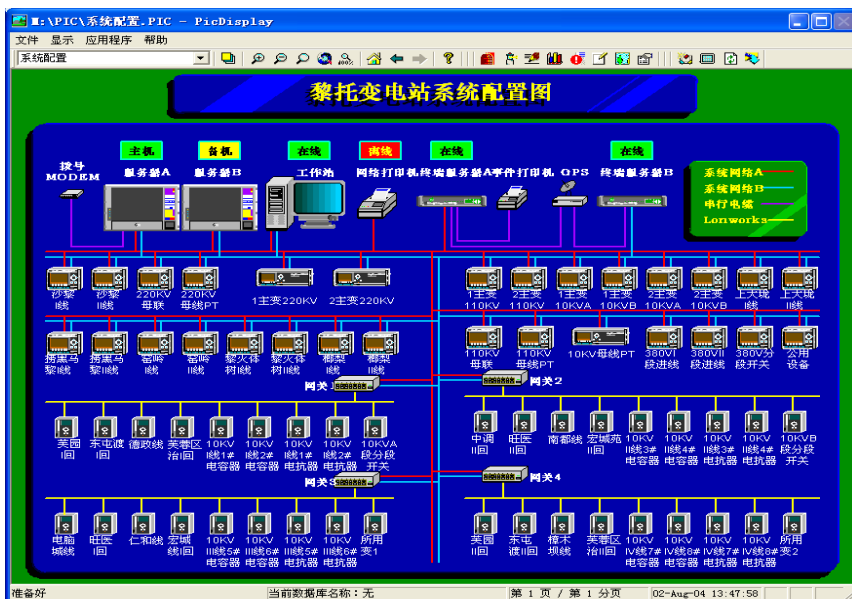 M:\PIC\系统配置.PIC - PicDisplay
文件 显示 应用程序 帮助
系统配置
黎托变电站系统配置图
主机 备机 在线 离线 在线 在线
拨号
MODEM
服务器A 服务器B 工作站 网络打印机 终端服务器A 事件打印机 GPS 终端服务器B
系统网络A
系统网络B
串行电缆
Lonworks
沙黎
I线
沙黎
II线
220KV
母联
220KV
母线PT
1主变220KV
2主变220KV
1主变
110KV
2主变
110KV
1主变
10KVA
1主变
10KVB
2主变
10KVA
2主变
10KVB
上大垅
I线
上大垅
II线
捞黑马
黎I线
捞黑马
黎II线
窑岭
I线
窑岭
II线
黎火体
树I线
黎火体
树II线
榔梨
I线
榔梨
II线
110KV
母联
110KV
母线PT
10KV母线PT
380VI
段进线
380VII
段进线
380V分
段开关
公用
设备
网关1
网关2
芙园
I回
东屯渡
I回
德政线
芙蓉区
治I回
10KV
I线1#
电容器
10KV
I线2#
电容器
10KV
I线1#
电抗器
10KV
I线2#
电抗器
10KVA
段分段
开关
中调
II回
旺医
II回
南都线
宏城苑
II回
10KV
II线3#
电容器
10KV
II线4#
电容器
10KV
II线3#
电抗器
10KV
II线4#
电抗器
10KVB
段分段
开关
网关3
网关4
电脑
城线
旺医
I回
仁和线
宏城
线I回
10KV
III线5#
电容器
10KV
III线6#
电容器
10KV
III线5#
电抗器
10KV
III线6#
电抗器
所用
变1
芙园
II回
东屯
渡II回
樟木
坝线
芙蓉区
治II回
10KV
IV线7#
电容器
10KV
IV线8#
电容器
10KV
IV线7#
电抗器
10KV
IV线8#
电抗器
所用
变2
准备好 当前数据库名称：无 第 1 页 / 第 1 分页 02-Aug-04 13:47:58